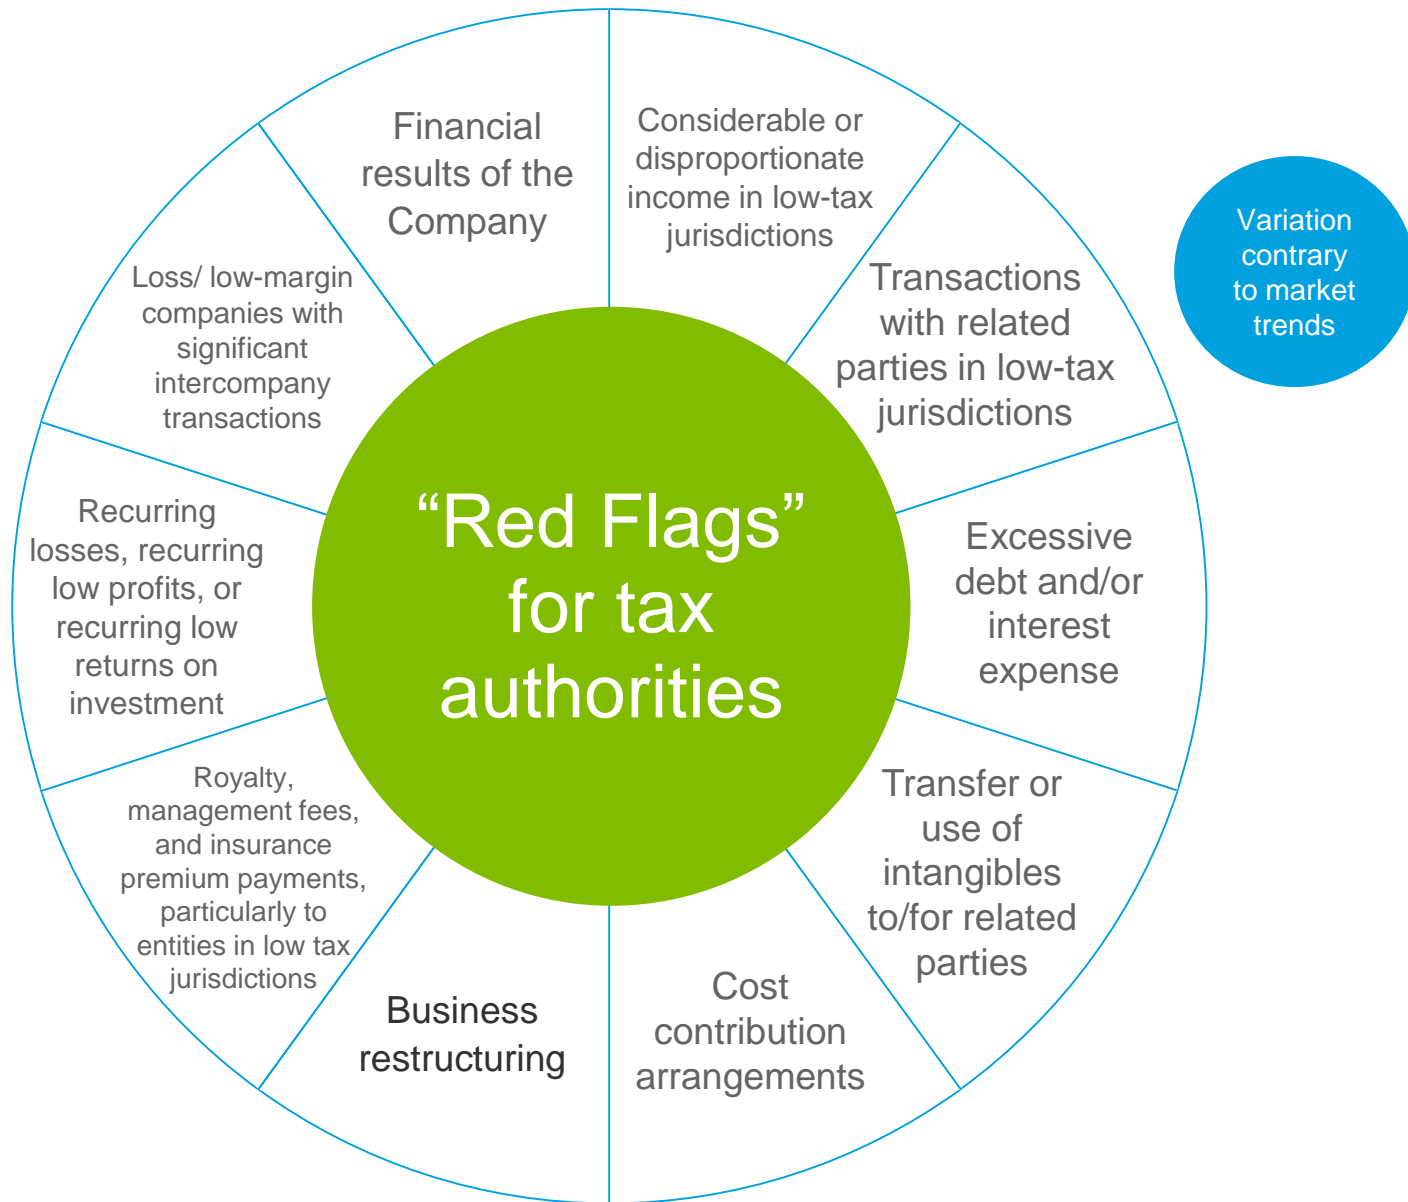 “Red Flags”
for tax
authorities
Financial
results of the
Company
Considerable or
disproportionate
income in low-tax
jurisdictions
Transactions
with related
parties in low-tax
jurisdictions
Excessive
debt and/or
interest
expense
Transfer or
use of
intangibles
to/for related
parties
Cost
contribution
arrangements
Business
restructuring
Royalty,
management fees,
and insurance
premium payments,
particularly to
entities in low tax
jurisdictions
Recurring
losses, recurring
low profits, or
recurring low
returns on
investment
Loss/ low-margin
companies with
significant
intercompany
transactions
Variation
contrary
to market
trends